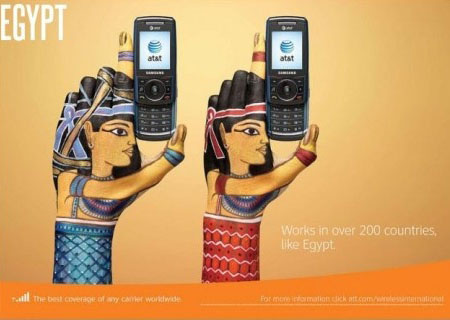 EGYPT
at&t
SAMSUNG
at&t
SAMSUNG
Works in over 200 countries,
like Egypt.
The best coverage of any carrier worldwide.
For more information click att.com/wirelessinternational